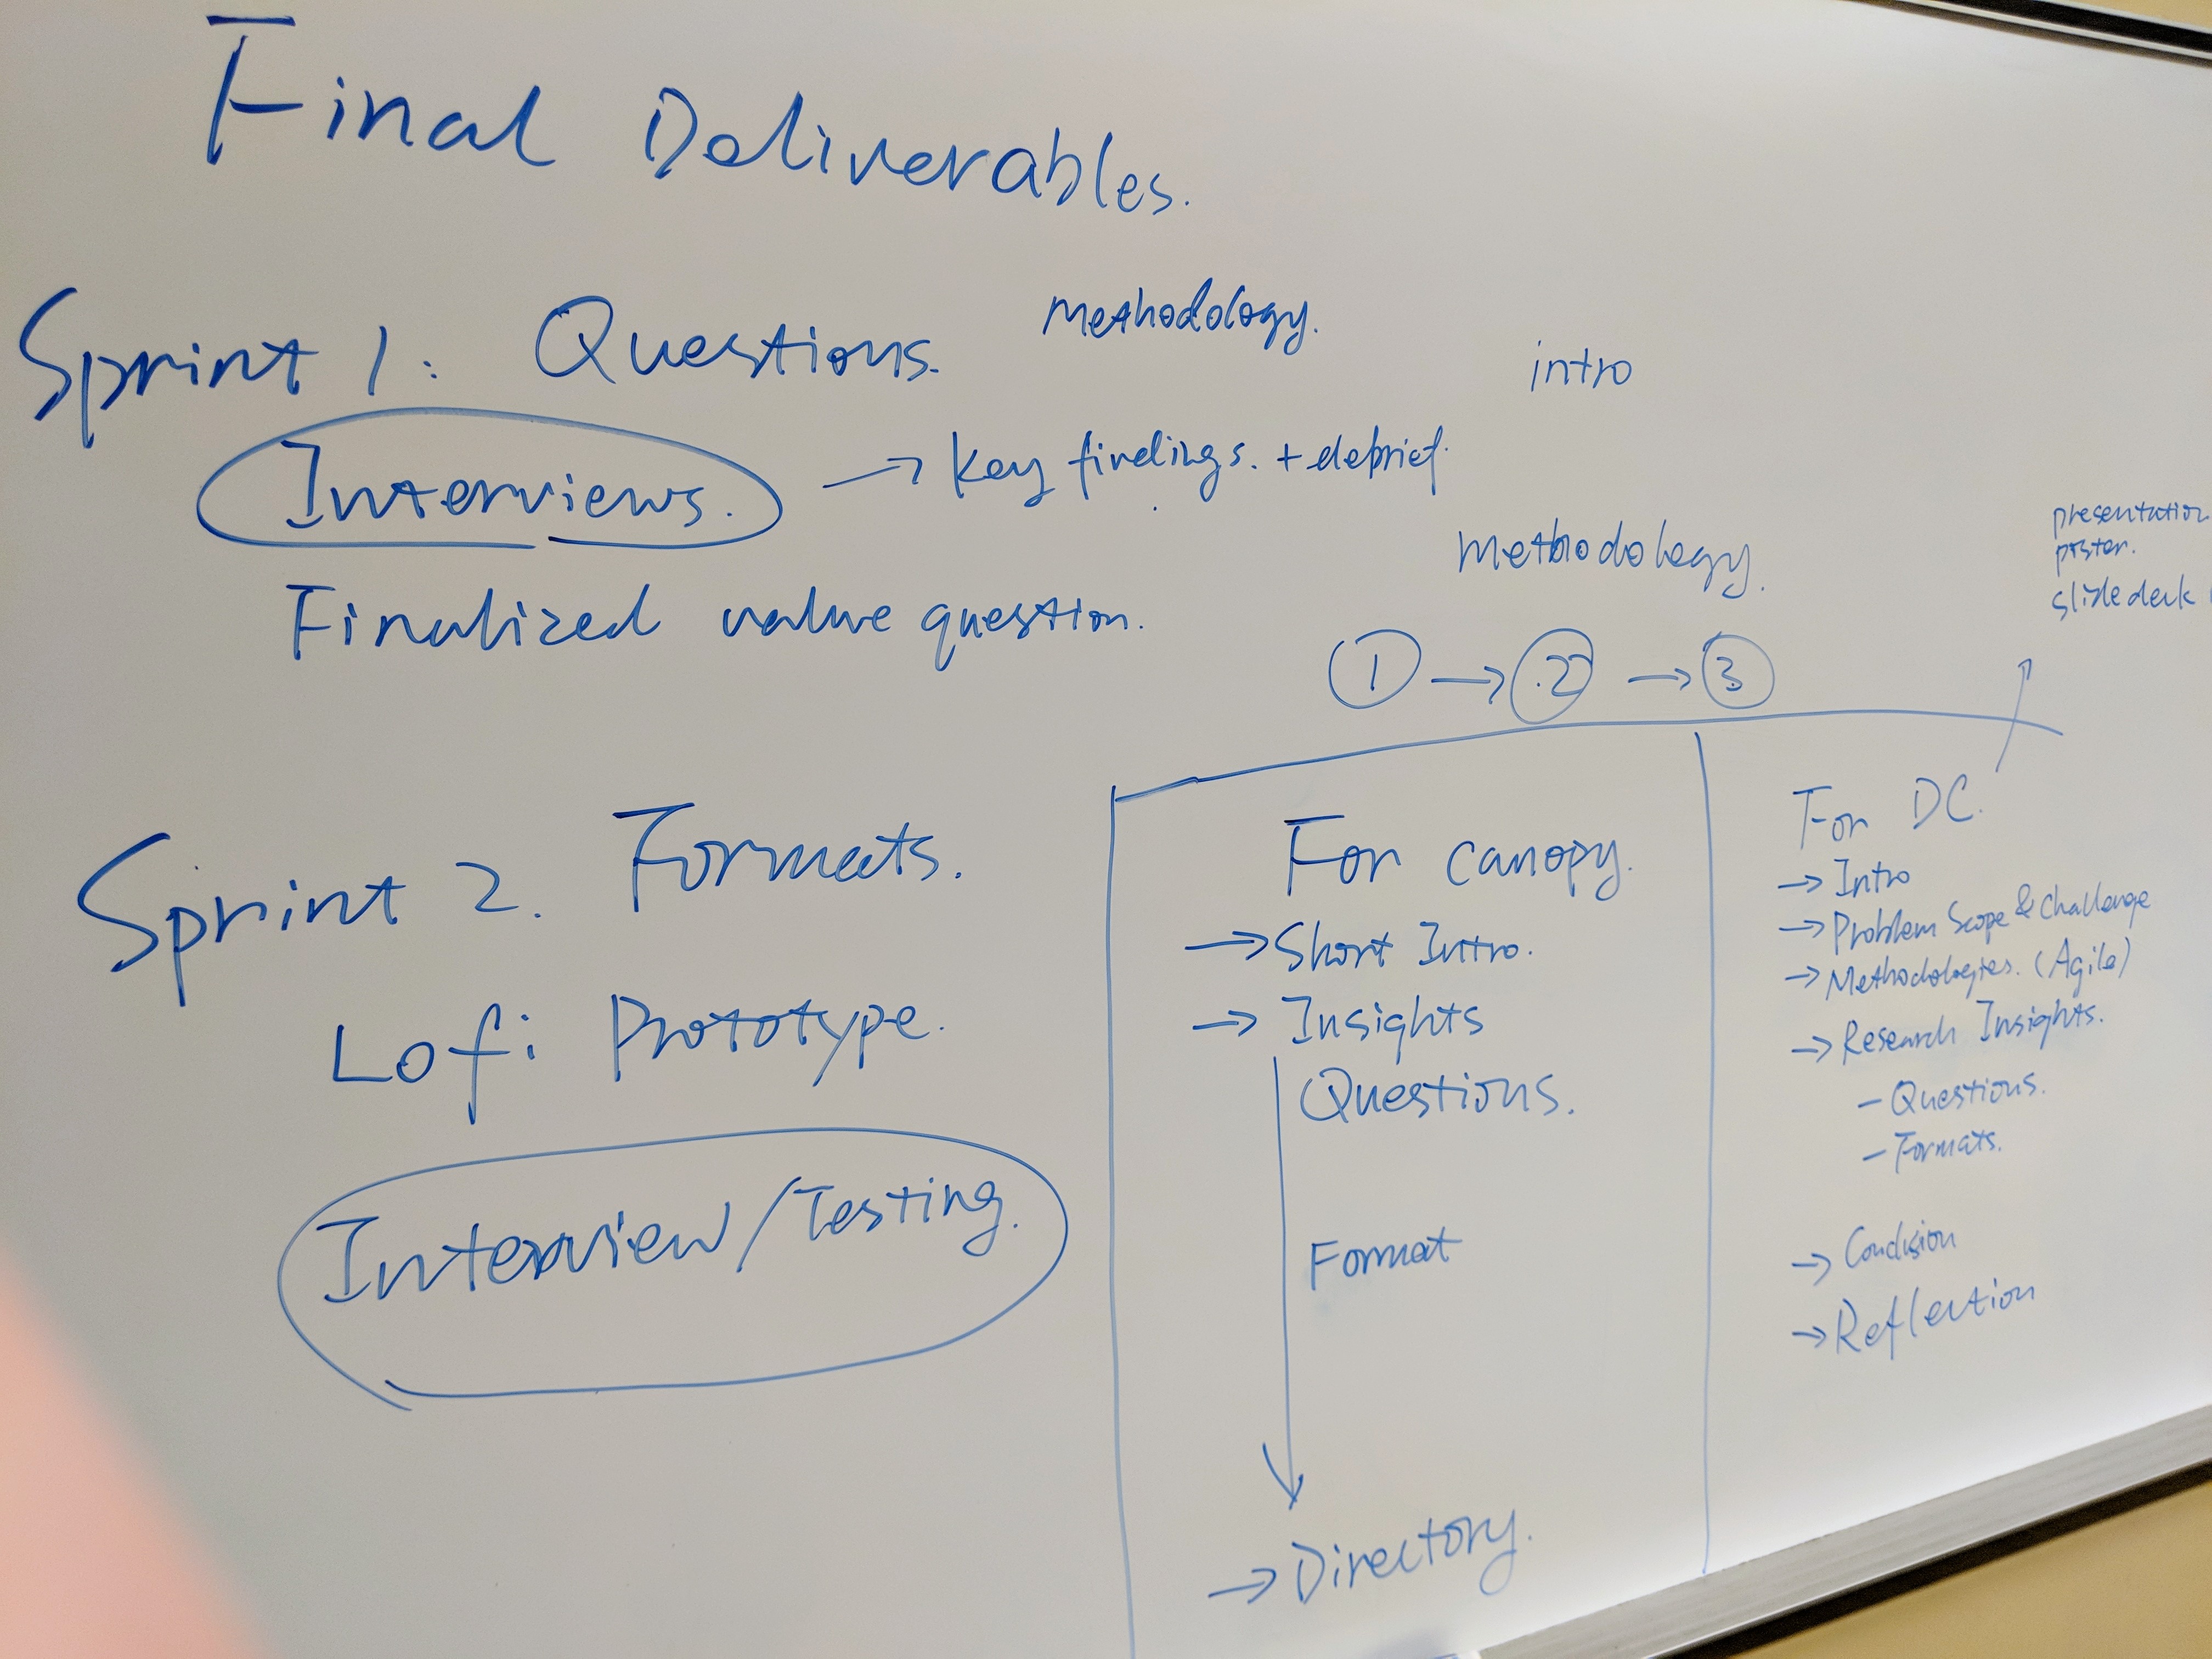 Final Deliverables.
Sprint 1: Questions.
methodology.
intro
Interviews. → key findings. + debrief.
Finalized value question.
methodology.
① → ② → ③
presentation
poster.
slide deck
Sprint 2. Formats.
Lofi Prototype.
Interview/Testing.
For canopy.
→ Short Intro.
→ Insights
Questions.
Format
→ Directory.
For DC.
→ Intro
→ Problem Scope & Challenge
→ Methodologies. (Agile)
→ Research Insights.
- Questions.
- Formats.
→ Conclusion
→ Reflection